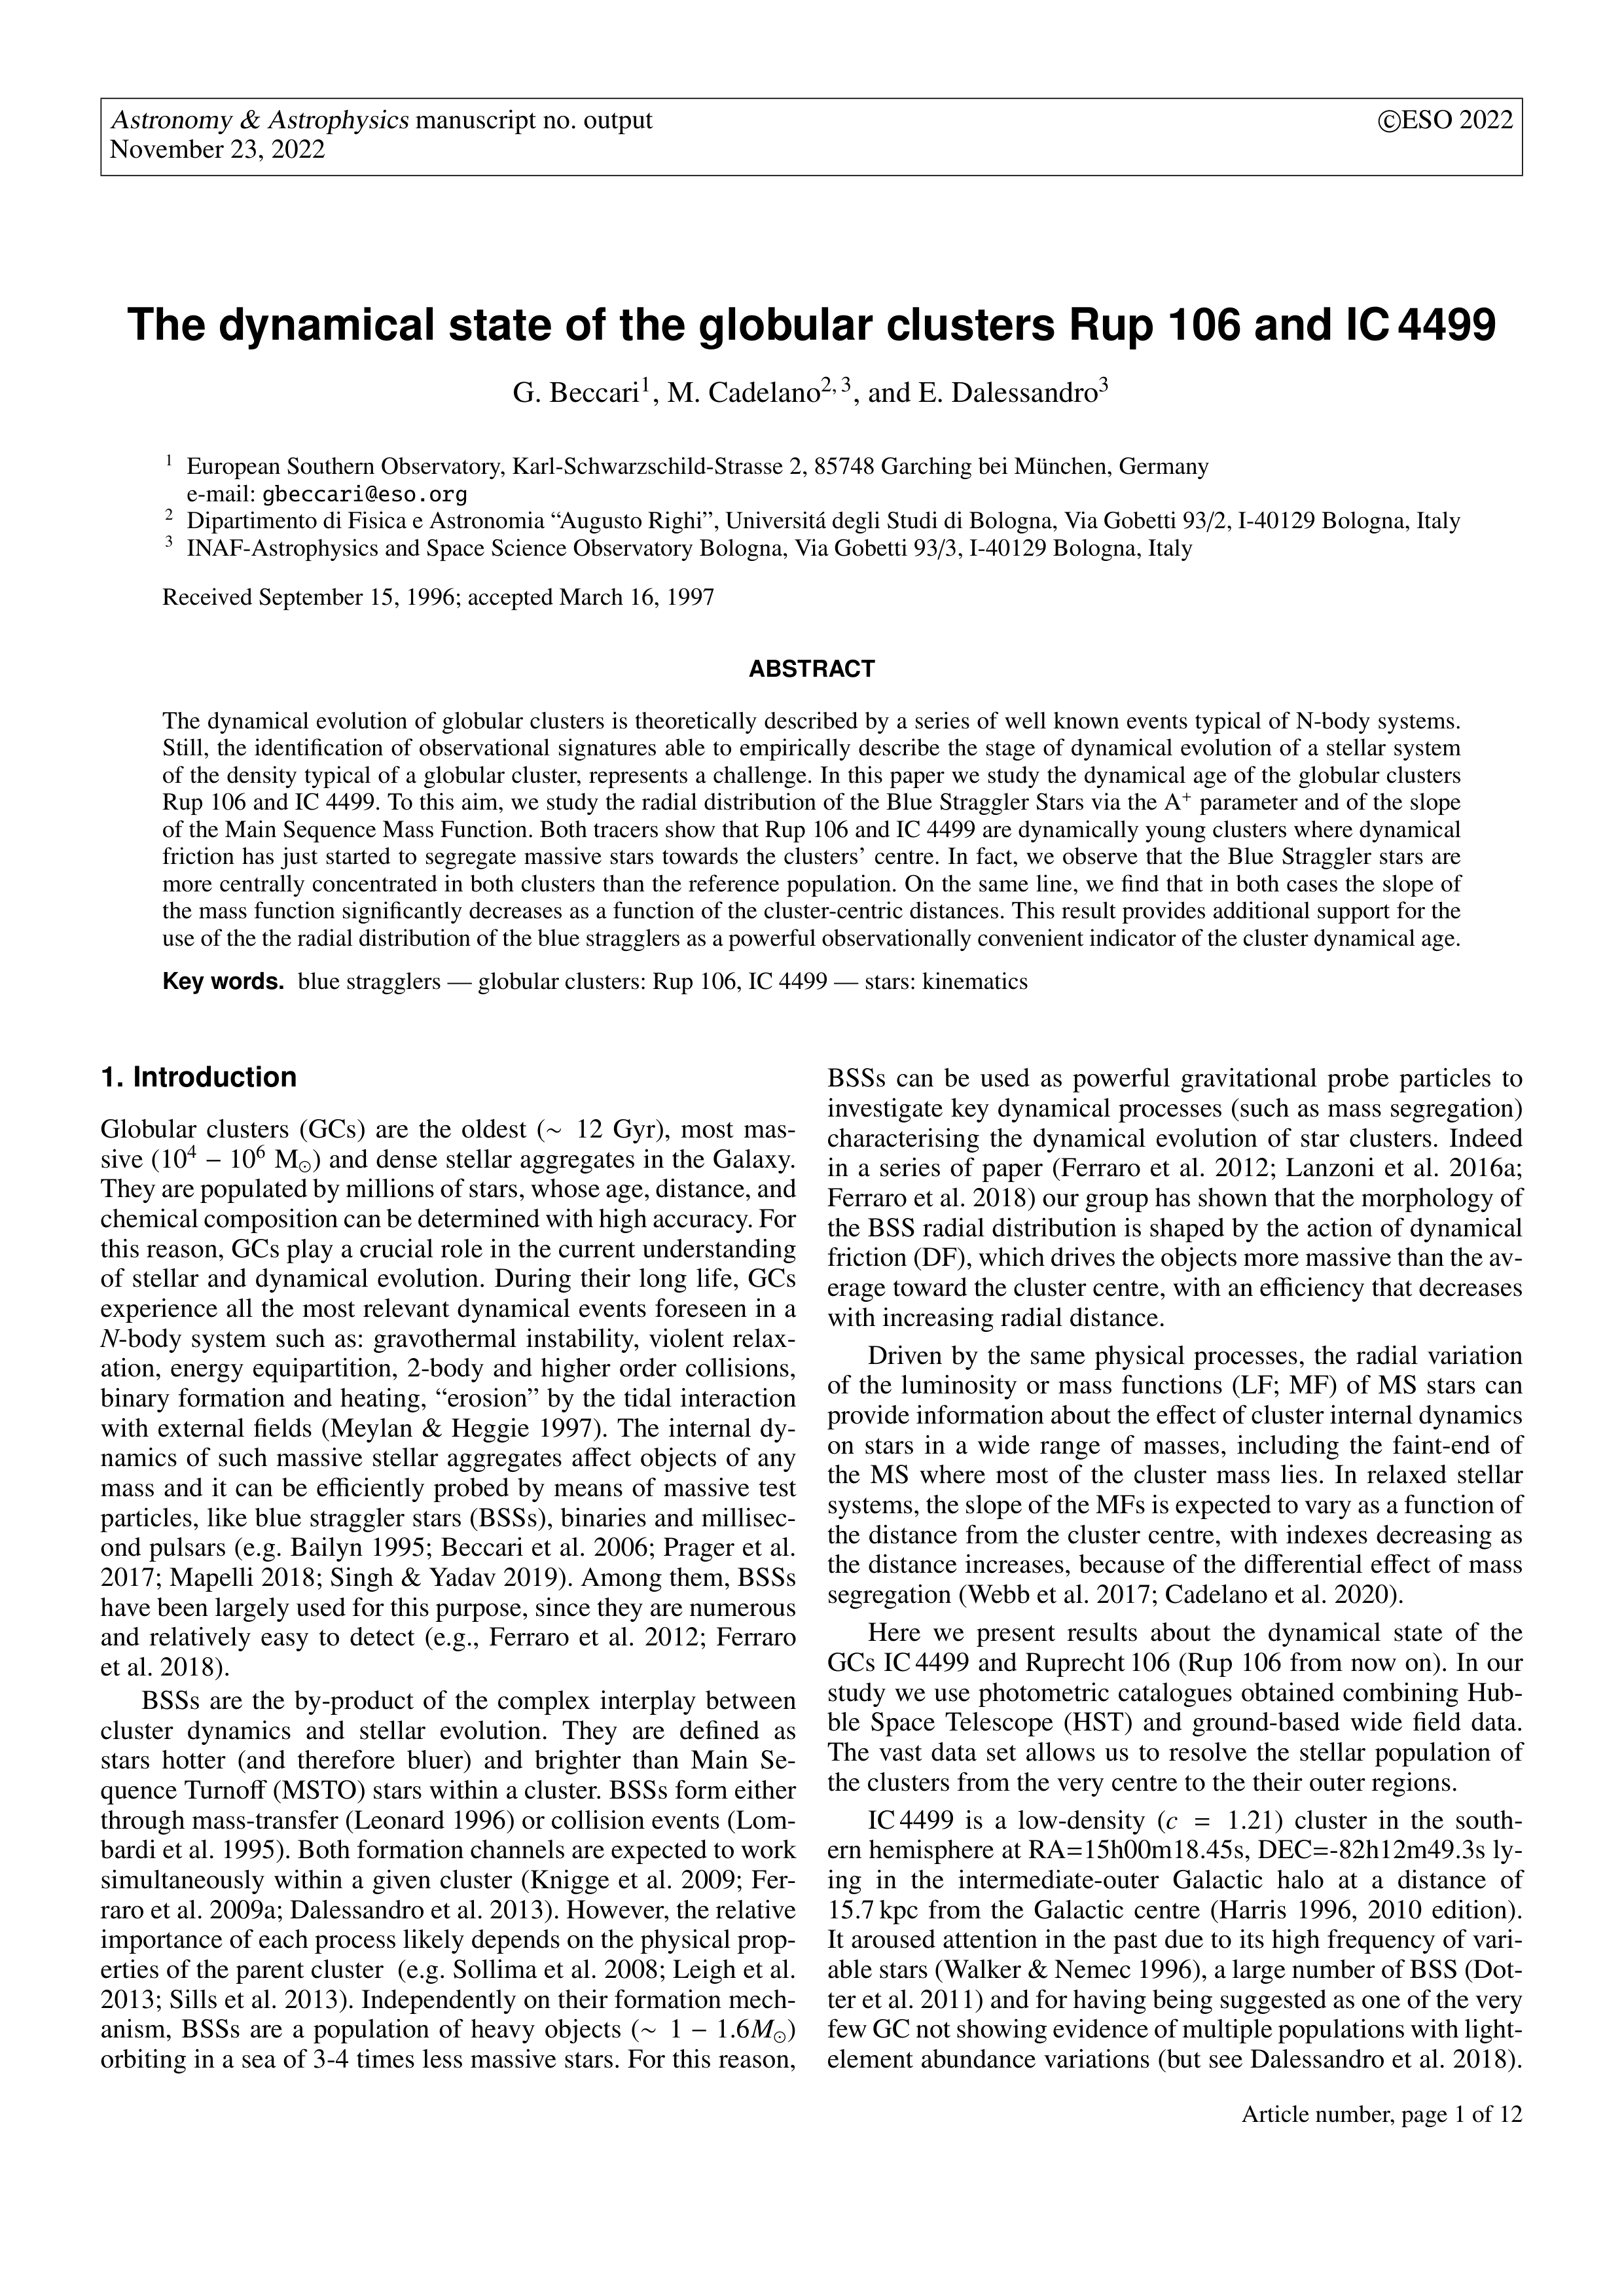 Astronomy & Astrophysics manuscript no. output
©ESO 2022
November 23, 2022
The dynamical state of the globular clusters Rup 106 and IC 4499
G. Beccari1, M. Cadelano2, 3, and E. Dalessandro3
1 European Southern Observatory, Karl-Schwarzschild-Strasse 2, 85748 Garching bei München, Germany
e-mail: gbeccari@eso.org
2 Dipartimento di Fisica e Astronomia “Augusto Righi”, Universitá degli Studi di Bologna, Via Gobetti 93/2, I-40129 Bologna, Italy
3 INAF-Astrophysics and Space Science Observatory Bologna, Via Gobetti 93/3, I-40129 Bologna, Italy
Received September 15, 1996; accepted March 16, 1997
ABSTRACT
The dynamical evolution of globular clusters is theoretically described by a series of well known events typical of N-body systems.
Still, the identification of observational signatures able to empirically describe the stage of dynamical evolution of a stellar system
of the density typical of a globular cluster, represents a challenge. In this paper we study the dynamical age of the globular clusters
Rup 106 and IC 4499. To this aim, we study the radial distribution of the Blue Straggler Stars via the A+ parameter and of the slope
of the Main Sequence Mass Function. Both tracers show that Rup 106 and IC 4499 are dynamically young clusters where dynamical
friction has just started to segregate massive stars towards the clusters’ centre. In fact, we observe that the Blue Straggler stars are
more centrally concentrated in both clusters than the reference population. On the same line, we find that in both cases the slope of
the mass function significantly decreases as a function of the cluster-centric distances. This result provides additional support for the
use of the the radial distribution of the blue stragglers as a powerful observationally convenient indicator of the cluster dynamical age.
Key words. blue stragglers — globular clusters: Rup 106, IC 4499 — stars: kinematics
1. Introduction
Globular clusters (GCs) are the oldest (∼ 12 Gyr), most mas-
sive (10^4 − 10^6 M⊙) and dense stellar aggregates in the Galaxy.
They are populated by millions of stars, whose age, distance, and
chemical composition can be determined with high accuracy. For
this reason, GCs play a crucial role in the current understanding
of stellar and dynamical evolution. During their long life, GCs
experience all the most relevant dynamical events foreseen in a
N-body system such as: gravothermal instability, violent relax-
ation, energy equipartition, 2-body and higher order collisions,
binary formation and heating, “erosion” by the tidal interaction
with external fields (Meylan & Heggie 1997). The internal dy-
namics of such massive stellar aggregates affect objects of any
mass and it can be efficiently probed by means of massive test
particles, like blue straggler stars (BSSs), binaries and millisec-
ond pulsars (e.g. Bailyn 1995; Beccari et al. 2006; Prager et al.
2017; Mapelli 2018; Singh & Yadav 2019). Among them, BSSs
have been largely used for this purpose, since they are numerous
and relatively easy to detect (e.g., Ferraro et al. 2012; Ferraro
et al. 2018).
BSSs are the by-product of the complex interplay between
cluster dynamics and stellar evolution. They are defined as
stars hotter (and therefore bluer) and brighter than Main Se-
quence Turnoff (MSTO) stars within a cluster. BSSs form either
through mass-transfer (Leonard 1996) or collision events (Lom-
bardi et al. 1995). Both formation channels are expected to work
simultaneously within a given cluster (Knigge et al. 2009; Fer-
raro et al. 2009a; Dalessandro et al. 2013). However, the relative
importance of each process likely depends on the physical prop-
erties of the parent cluster (e.g. Sollima et al. 2008; Leigh et al.
2013; Sills et al. 2013). Independently on their formation mech-
anism, BSSs are a population of heavy objects (∼ 1 − 1.6M⊙)
orbiting in a sea of 3-4 times less massive stars. For this reason,
BSSs can be used as powerful gravitational probe particles to
investigate key dynamical processes (such as mass segregation)
characterising the dynamical evolution of star clusters. Indeed
in a series of paper (Ferraro et al. 2012; Lanzoni et al. 2016a;
Ferraro et al. 2018) our group has shown that the morphology of
the BSS radial distribution is shaped by the action of dynamical
friction (DF), which drives the objects more massive than the av-
erage toward the cluster centre, with an efficiency that decreases
with increasing radial distance.
Driven by the same physical processes, the radial variation
of the luminosity or mass functions (LF; MF) of MS stars can
provide information about the effect of cluster internal dynamics
on stars in a wide range of masses, including the faint-end of
the MS where most of the cluster mass lies. In relaxed stellar
systems, the slope of the MFs is expected to vary as a function of
the distance from the cluster centre, with indexes decreasing as
the distance increases, because of the differential effect of mass
segregation (Webb et al. 2017; Cadelano et al. 2020).
Here we present results about the dynamical state of the
GCs IC 4499 and Ruprecht 106 (Rup 106 from now on). In our
study we use photometric catalogues obtained combining Hub-
ble Space Telescope (HST) and ground-based wide field data.
The vast data set allows us to resolve the stellar population of
the clusters from the very centre to the their outer regions.
IC 4499 is a low-density (c = 1.21) cluster in the south-
ern hemisphere at RA=15h00m18.45s, DEC=-82h12m49.3s ly-
ing in the intermediate-outer Galactic halo at a distance of
15.7 kpc from the Galactic centre (Harris 1996, 2010 edition).
It aroused attention in the past due to its high frequency of vari-
able stars (Walker & Nemec 1996), a large number of BSS (Dot-
ter et al. 2011) and for having being suggested as one of the very
few GC not showing evidence of multiple populations with light-
element abundance variations (but see Dalessandro et al. 2018).
Article number, page 1 of 12